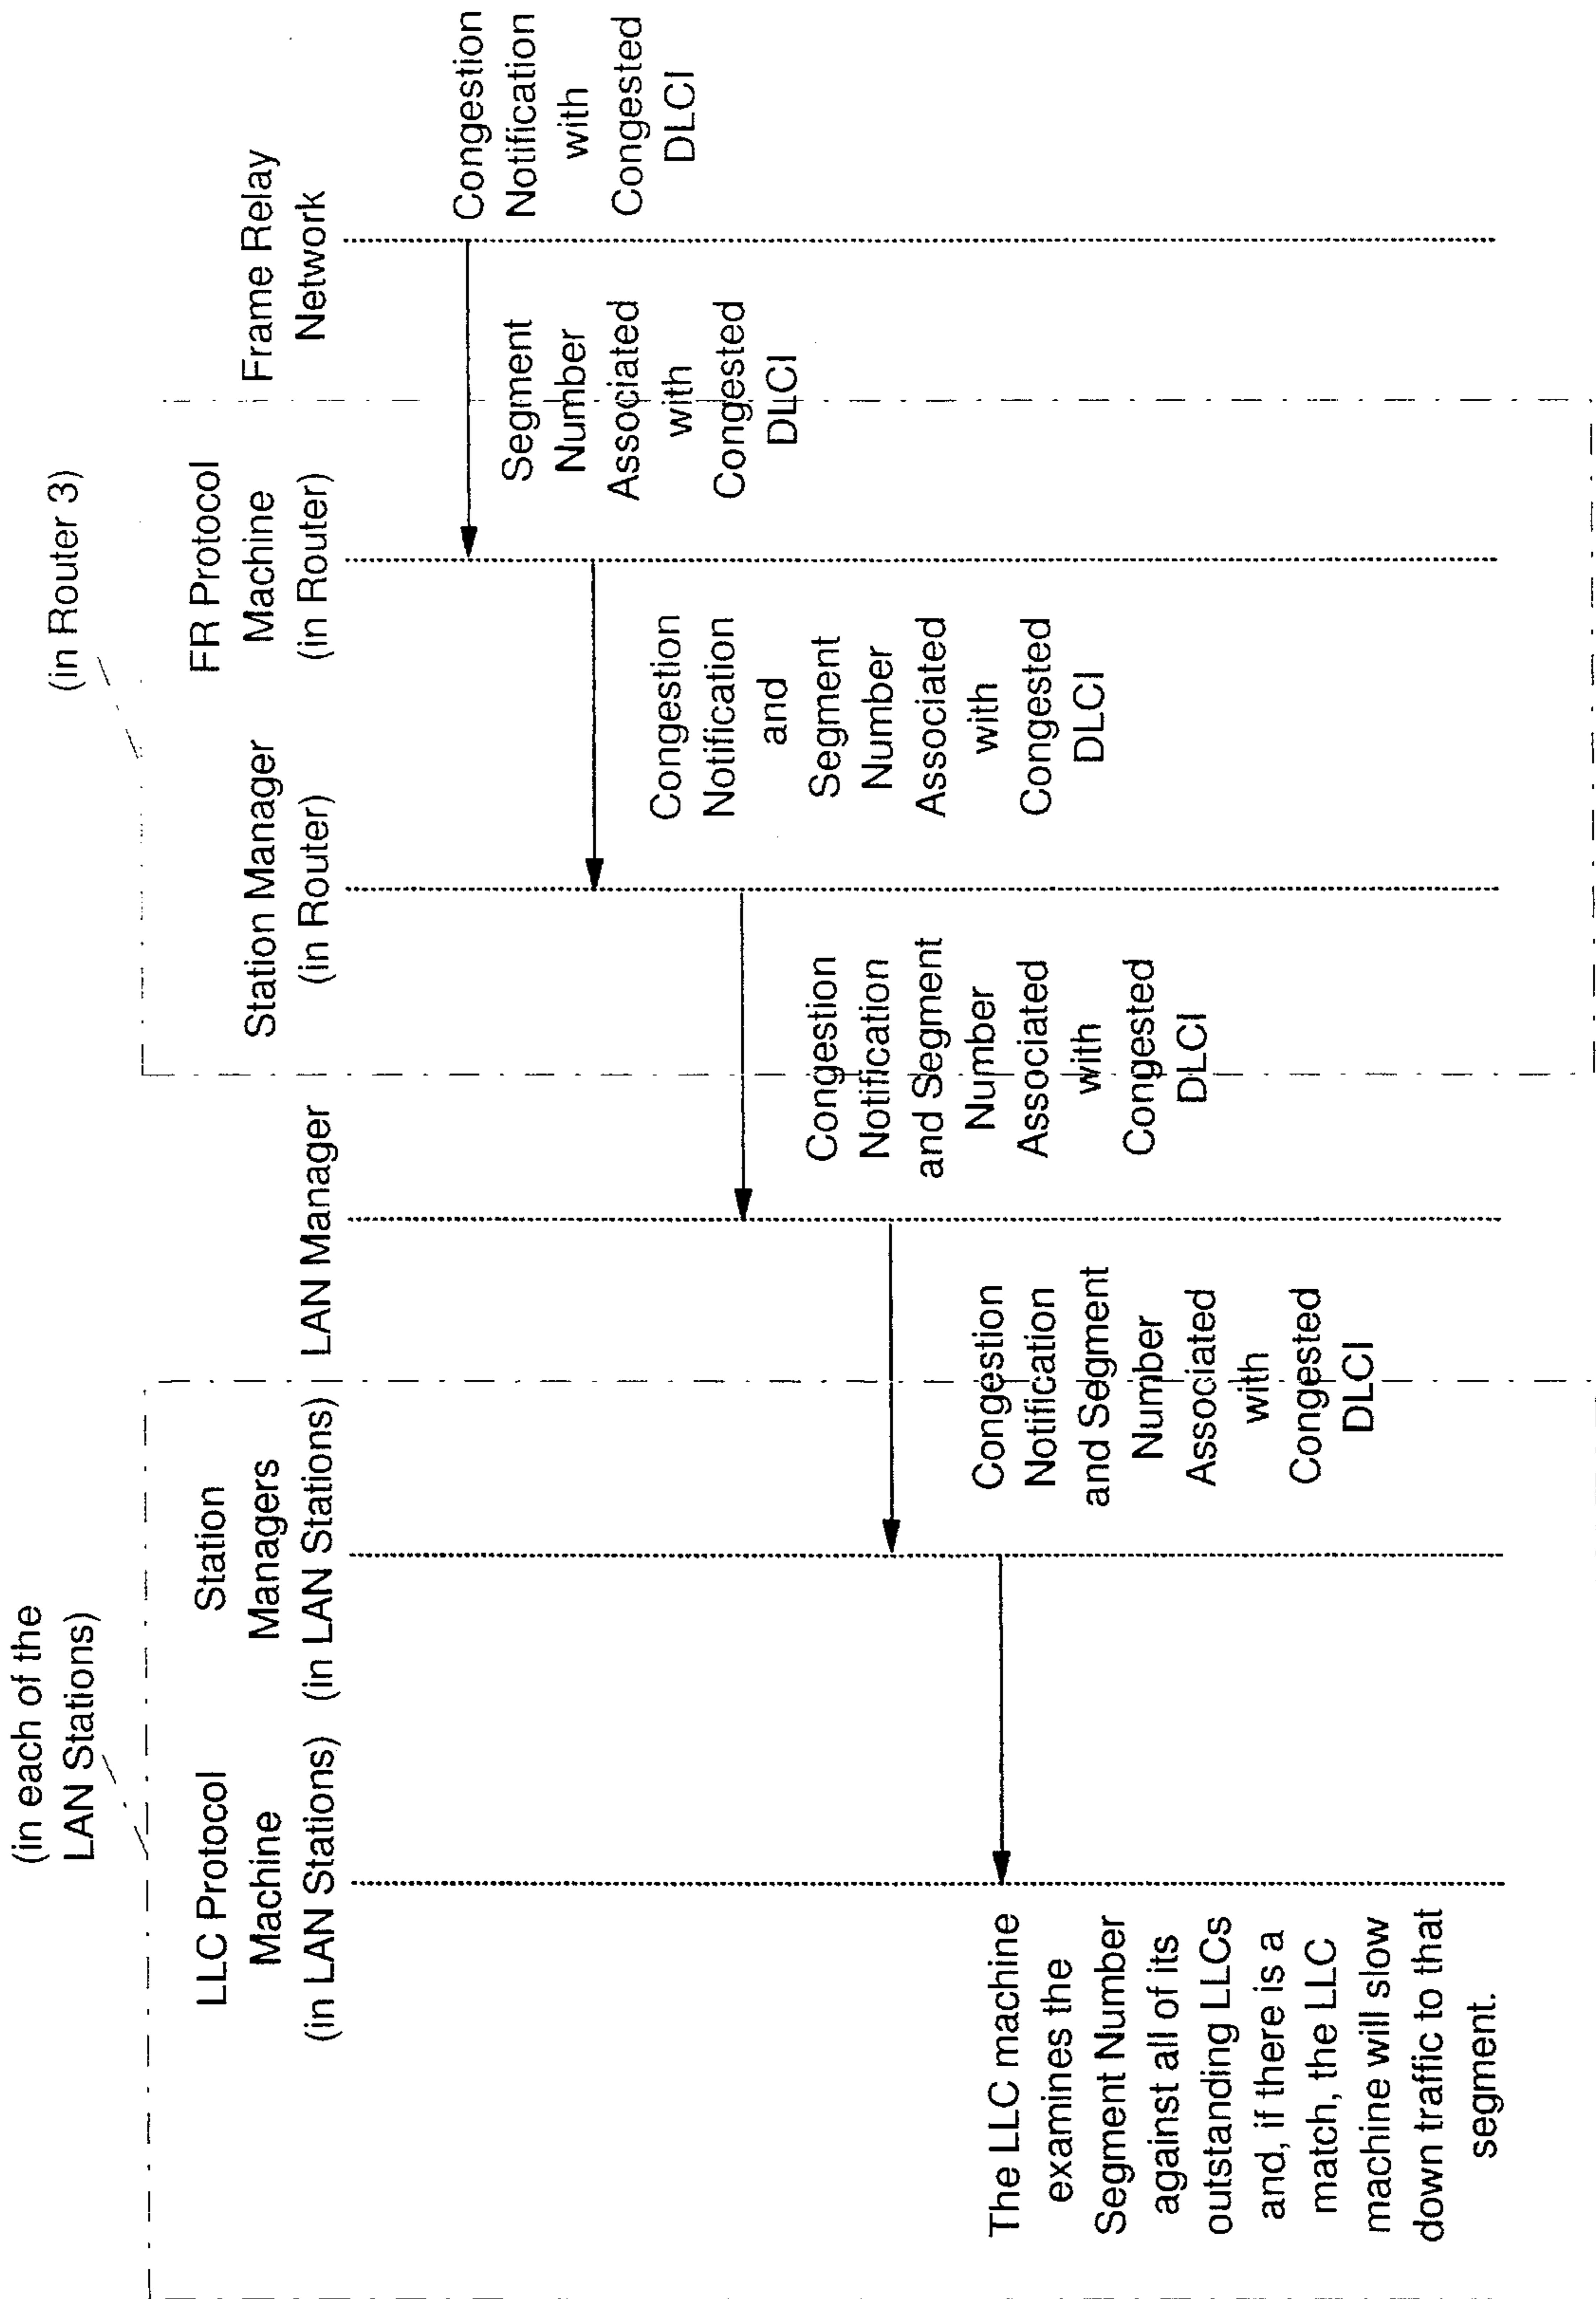 (in each of the
LAN Stations)
(in Router 3)
LLC Protocol
Machine
(in LAN Stations)
Station
Managers
(in LAN Stations)
LAN Manager
Station Manager
(in Router)
FR Protocol
Machine
(in Router)
Frame Relay
Network
Congestion
Notification
with
Congested
DLCI
Segment
Number
Associated
with
Congested
DLCI
Congestion
Notification
and
Segment
Number
Associated
with
Congested
DLCI
Congestion
Notification
and Segment
Number
Associated
with
Congested
DLCI
Congestion
Notification
and Segment
Number
Associated
with
Congested
DLCI
The LLC machine
examines the
Segment Number
against all of its
outstanding LLCs
and, if there is a
match, the LLC
machine will slow
down traffic to that
segment.